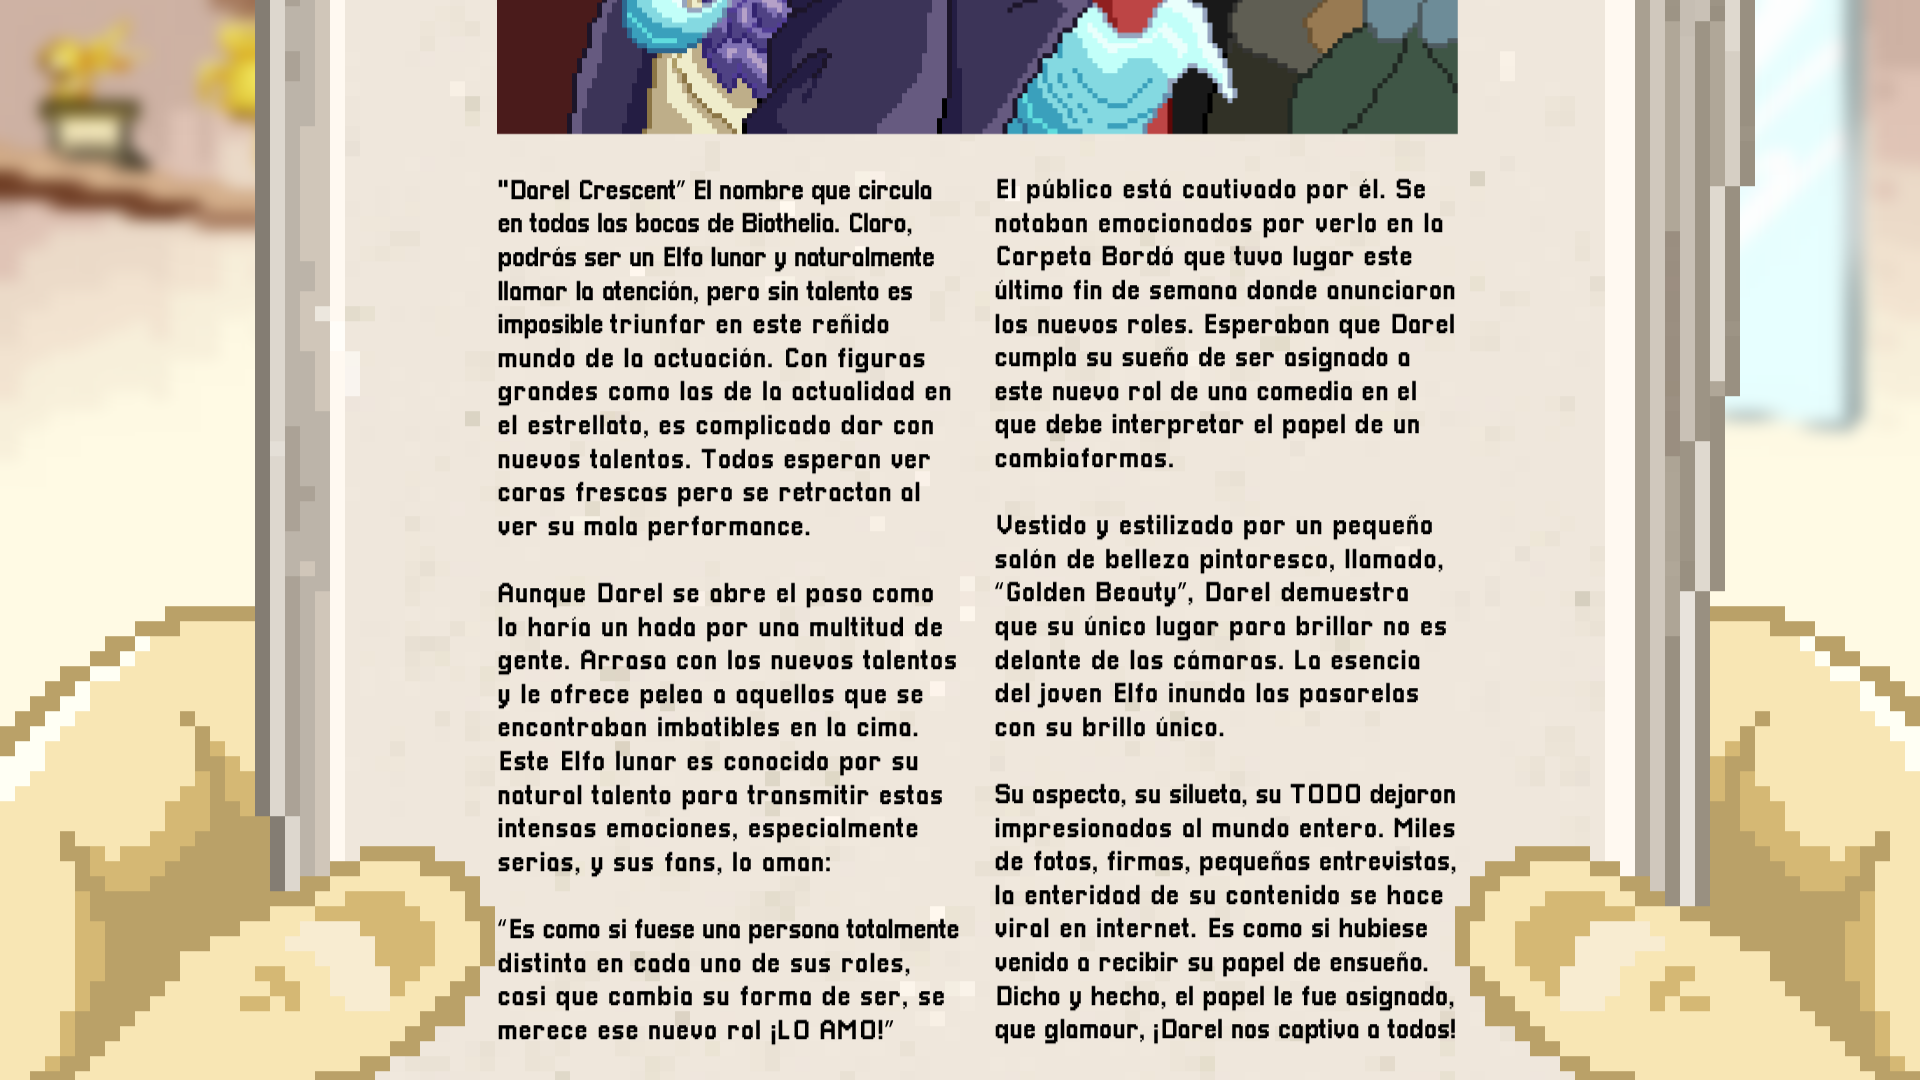 "Darel Crescent" El nombre que circula
en todas las bocas de Biothelia. Claro,
podrás ser un Elfo lunar y naturalmente
llamar la atención, pero sin talento es
imposible triunfar en este reñido
mundo de la actuación. Con figuras
grandes como las de la actualidad en
el estrellato, es complicado dar con
nuevos talentos. Todos esperan ver
caras frescas pero se retractan al
ver su mala performance.
Aunque Darel se abre el paso como
lo haría un hada por una multitud de
gente. Arrasa con los nuevos talentos
y le ofrece pelea a aquellos que se
encontraban imbatibles en la cima.
Este Elfo lunar es conocido por su
natural talento para transmitir estas
intensas emociones, especialmente
serias, y sus fans, lo aman:
"Es como si fuese una persona totalmente
distinta en cada uno de sus roles,
casi que cambia su forma de ser, se
merece ese nuevo rol ¡LO AMO!"
El público está cautivado por él. Se
notaban emocionados por verlo en la
Carpeta Bordó que tuvo lugar este
último fin de semana donde anunciaron
los nuevos roles. Esperaban que Darel
cumpla su sueño de ser asignado a
este nuevo rol de una comedia en el
que debe interpretar el papel de un
cambiaformas.
Vestido y estilizado por un pequeño
salón de belleza pintoresco, llamado,
"Golden Beauty", Darel demuestra
que su único lugar para brillar no es
delante de las cámaras. La esencia
del joven Elfo inunda las pasarelas
con su brillo único.
Su aspecto, su silueta, su TODO dejaron
impresionados al mundo entero. Miles
de fotos, firmas, pequeñas entrevistas,
la enteridad de su contenido se hace
viral en internet. Es como si hubiese
venido a recibir su papel de ensueño.
Dicho y hecho, el papel le fue asignado,
que glamour, ¡Darel nos captiva a todos!